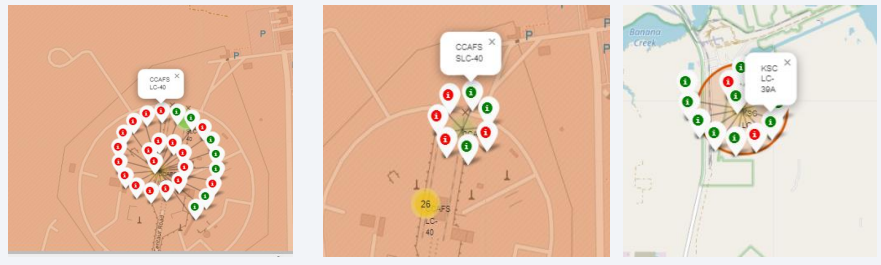 P
P
P
CCAFS
LC-40
×
P
P
CCAFS
SLC-40
×
26
LC-
40
Banana
Creek
KSC
LC-
39A
×